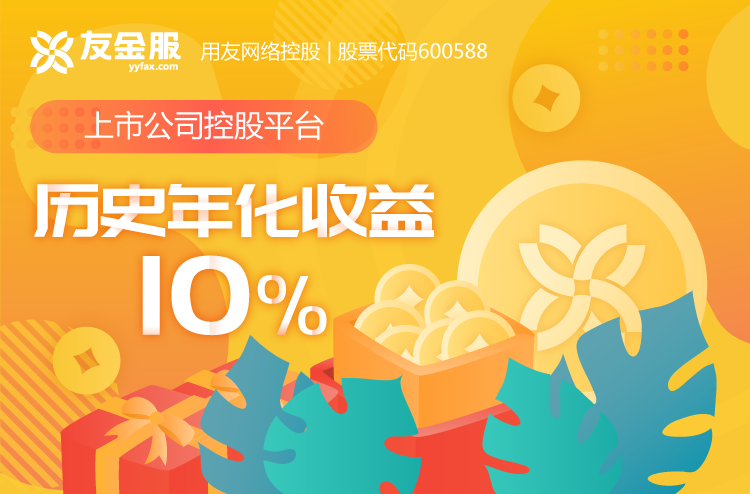 友金服 用友网络控股 | 股票代码600588
yyfax.com
上市公司控股平台
历史年化收益
10%